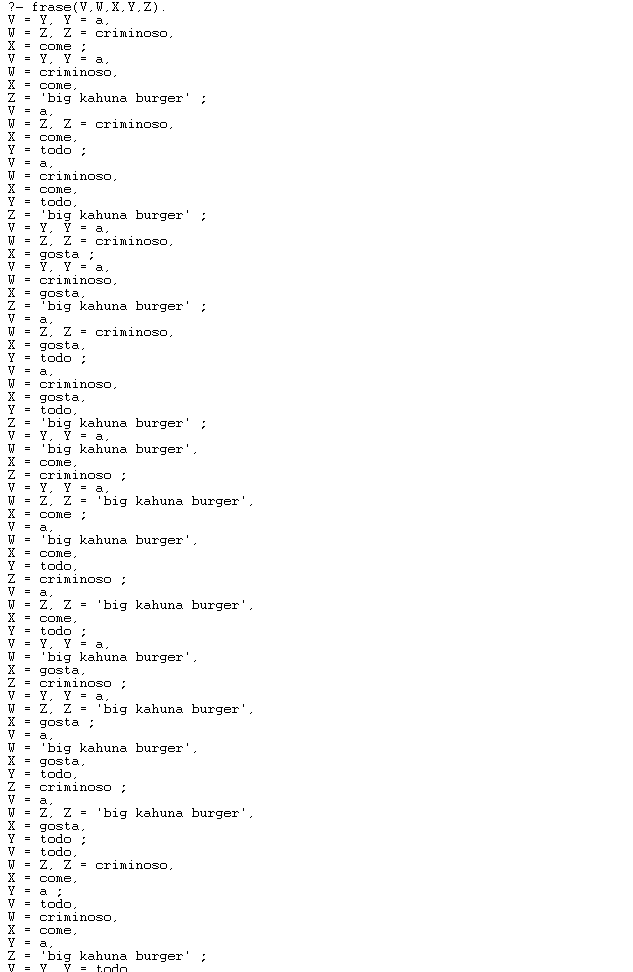 ?- frase(V,W,X,Y,Z).
V = Y, Y = a,
W = Z, Z = criminoso,
X = come ;
V = Y, Y = a,
W = criminoso,
X = come,
Z = 'big kahuna burger' ;
V = a,
W = Z, Z = criminoso,
X = come,
Y = todo ;
V = a,
W = criminoso,
X = come,
Y = todo,
Z = 'big kahuna burger' ;
V = Y, Y = a,
W = Z, Z = criminoso,
X = gosta ;
V = Y, Y = a,
W = criminoso,
X = gosta,
Z = 'big kahuna burger' ;
V = a,
W = Z, Z = criminoso,
X = gosta,
Y = todo ;
V = a,
W = criminoso,
X = gosta,
Y = todo,
Z = 'big kahuna burger' ;
V = Y, Y = a,
W = 'big kahuna burger',
X = come,
Z = criminoso ;
V = Y, Y = a,
W = Z, Z = 'big kahuna burger',
X = come ;
V = a,
W = 'big kahuna burger',
X = come,
Y = todo,
Z = criminoso ;
V = a,
W = Z, Z = 'big kahuna burger',
X = come,
Y = todo ;
V = Y, Y = a,
W = 'big kahuna burger',
X = gosta,
Z = criminoso ;
V = Y, Y = a,
W = Z, Z = 'big kahuna burger',
X = gosta ;
V = a,
W = 'big kahuna burger',
X = gosta,
Y = todo,
Z = criminoso ;
V = a,
W = Z, Z = 'big kahuna burger',
X = gosta,
Y = todo ;
V = todo,
W = Z, Z = criminoso,
X = come,
Y = a ;
V = todo,
W = criminoso,
X = come,
Y = a,
Z = 'big kahuna burger' ;
V = Y, Y = todo